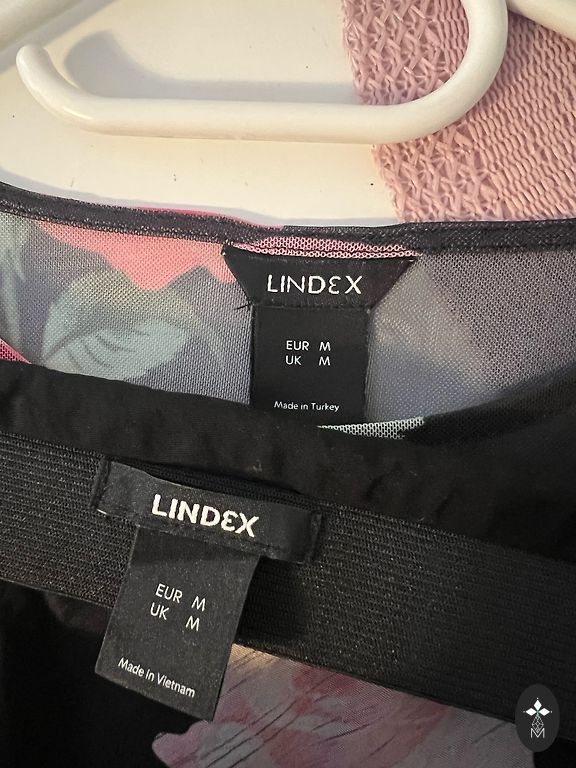 LINDEX
EUR M
UK M
Made in Turkey
LINDEX
EUR M
UK M
Made in Vietnam